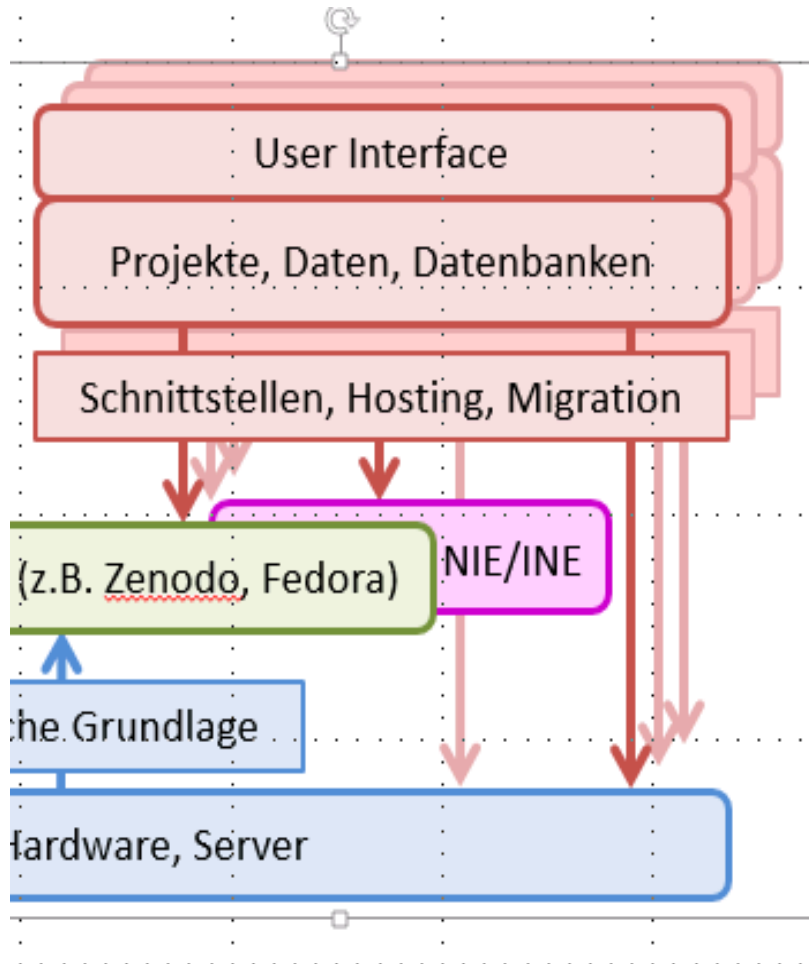 User Interface
Projekte, Daten, Datenbanken
Schnittstellen, Hosting, Migration
NIE/INE
(z.B. Zenodo, Fedora)
che Grundlage
Hardware, Server